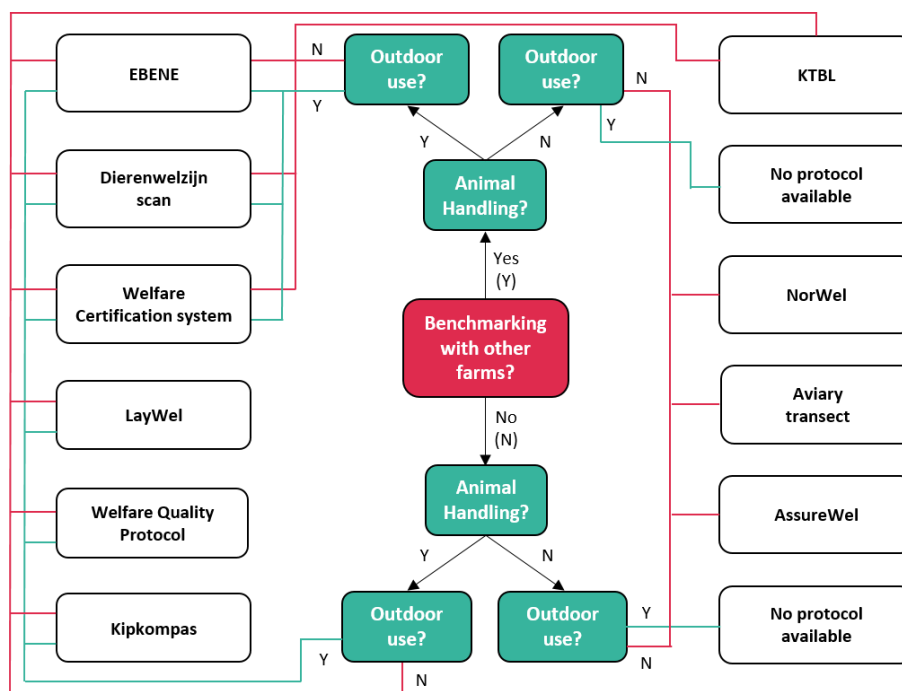 EBENE
N
Outdoor
use?
Outdoor
use?
N
KTBL
Y
Y
Y
N
Dierenwelzijn
scan
Animal
Handling?
No protocol
available
Yes
(Y)
Welfare
Certification system
Benchmarking
with other
farms?
NorWel
LayWel
No
(N)
Aviary
transect
Welfare Quality
Protocol
Animal
Handling?
AssureWel
Y
N
Kipkompas
Outdoor
use?
Outdoor
use?
Y
No protocol
available
Y
N
N